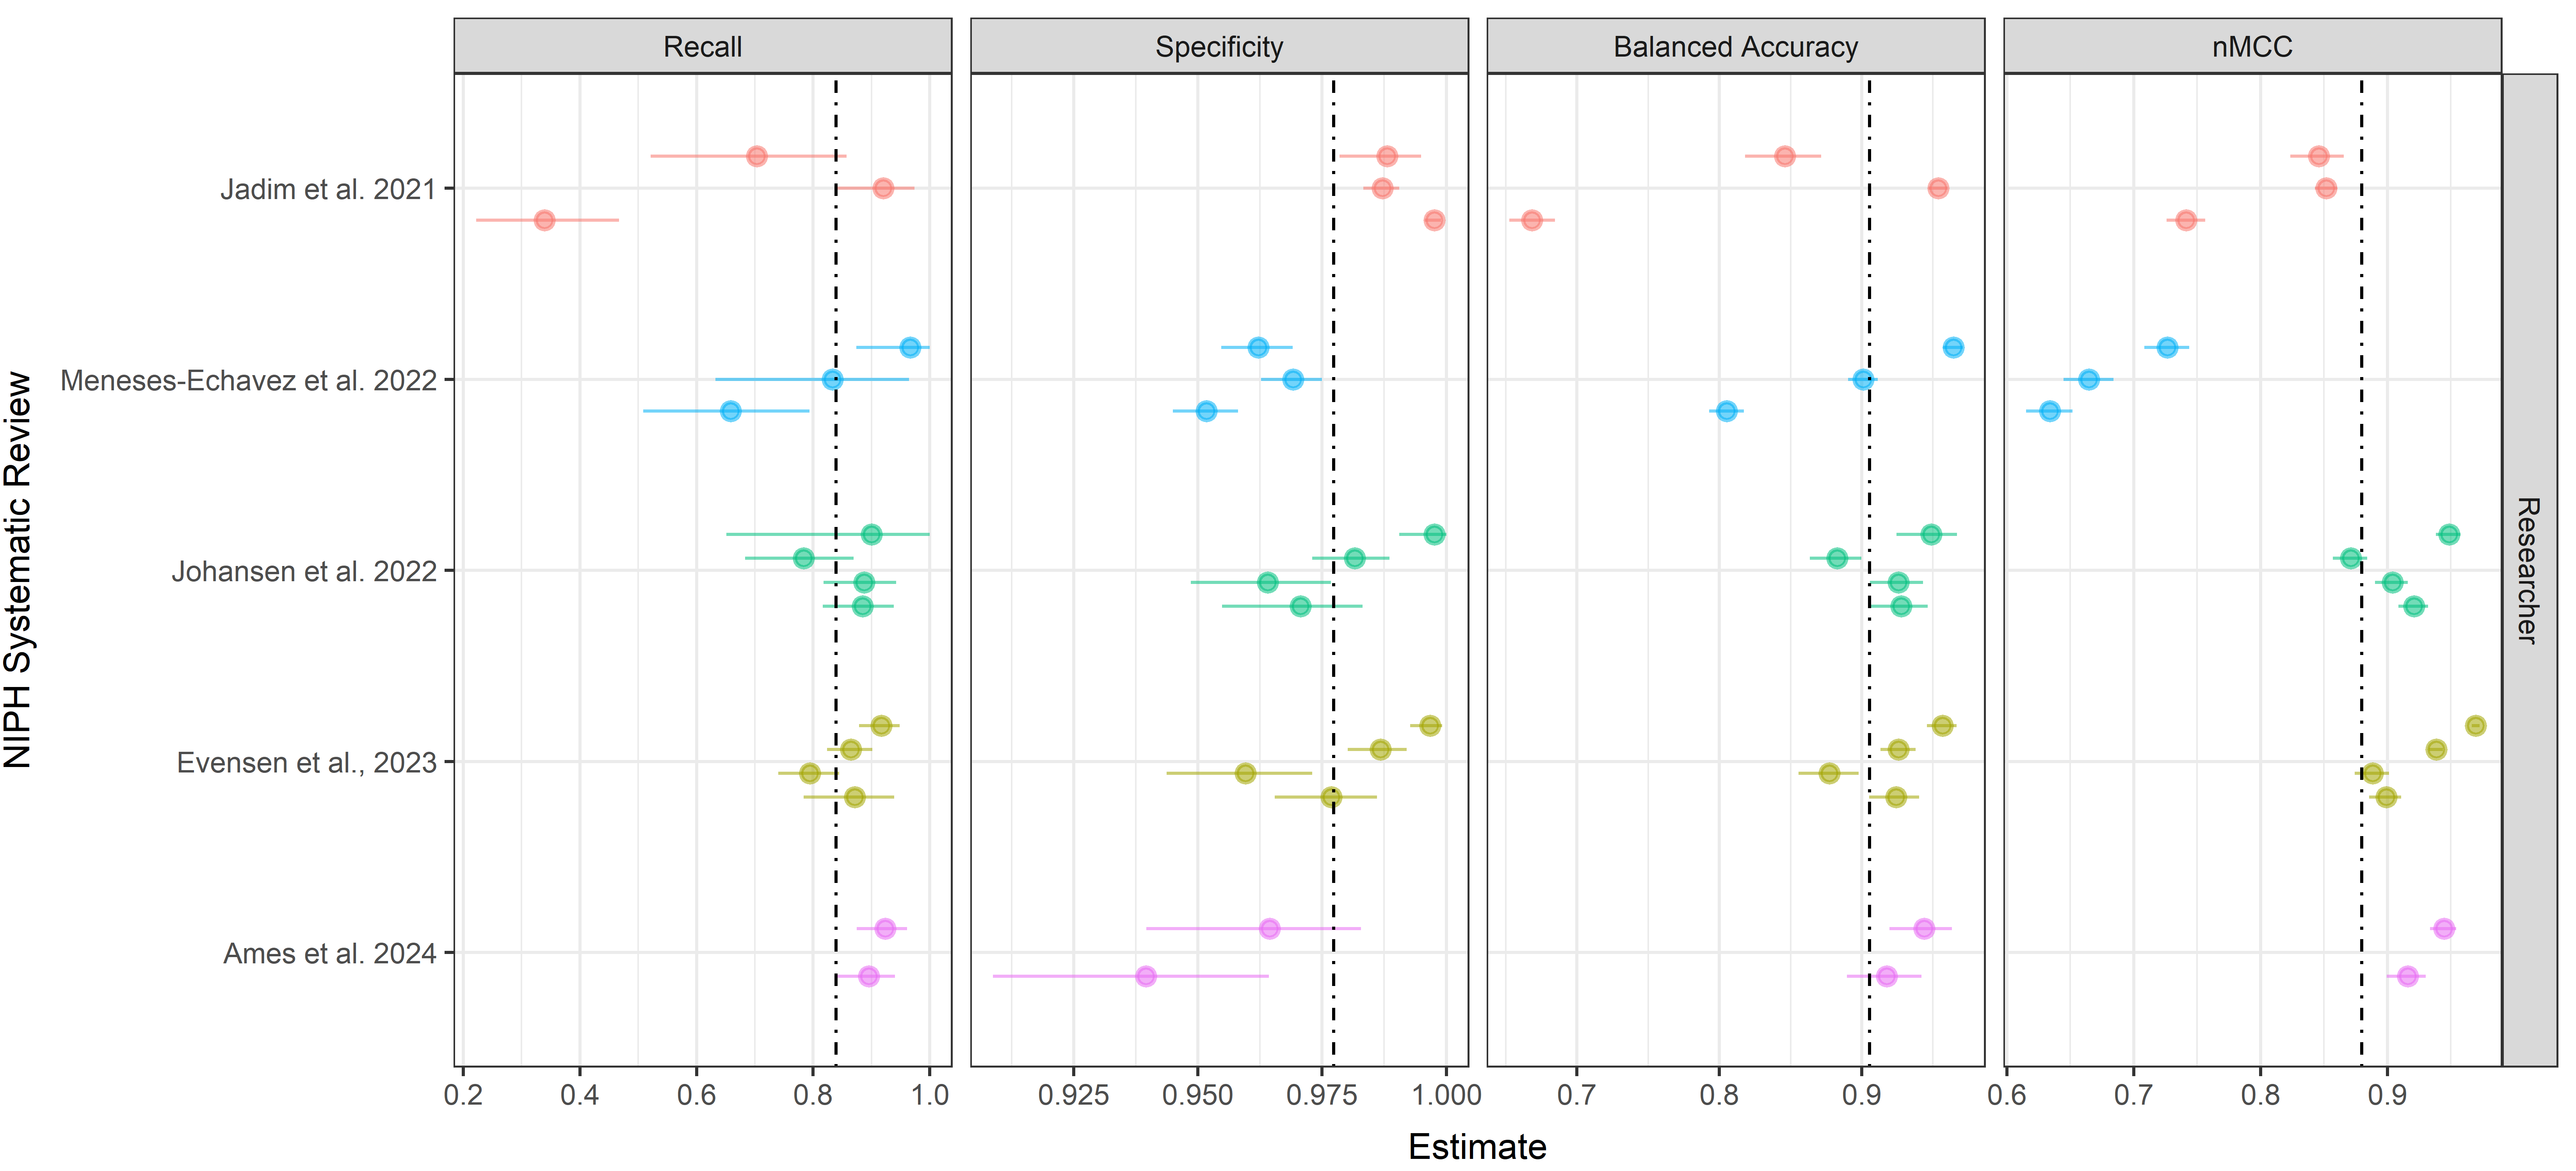 Recall Specificity Balanced Accuracy nMCC
Jadim et al. 2021
Meneses-Echavez et al. 2022
Johansen et al. 2022
Evensen et al., 2023
Ames et al. 2024
NIPH Systematic Review
Researcher
0.2 0.4 0.6 0.8 1.0 0.925 0.950 0.975 1.000 0.7 0.8 0.9 0.6 0.7 0.8 0.9
Estimate